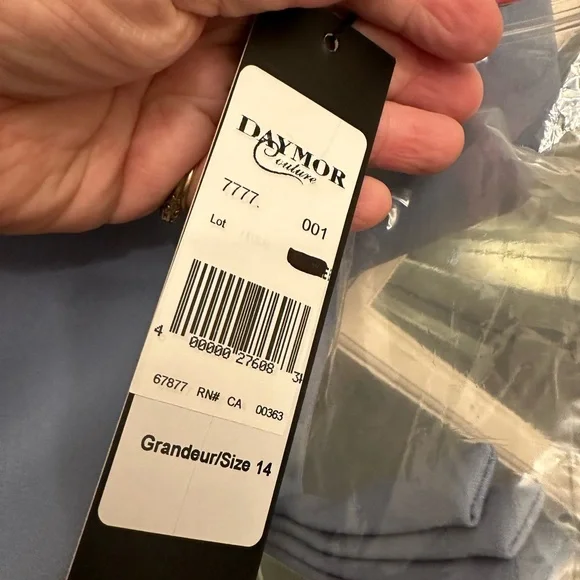 DAYMOR
Couture
7777.
001
Lot
4 00000 27608
67877 RN# CA 00363
Grandeur/Size 14